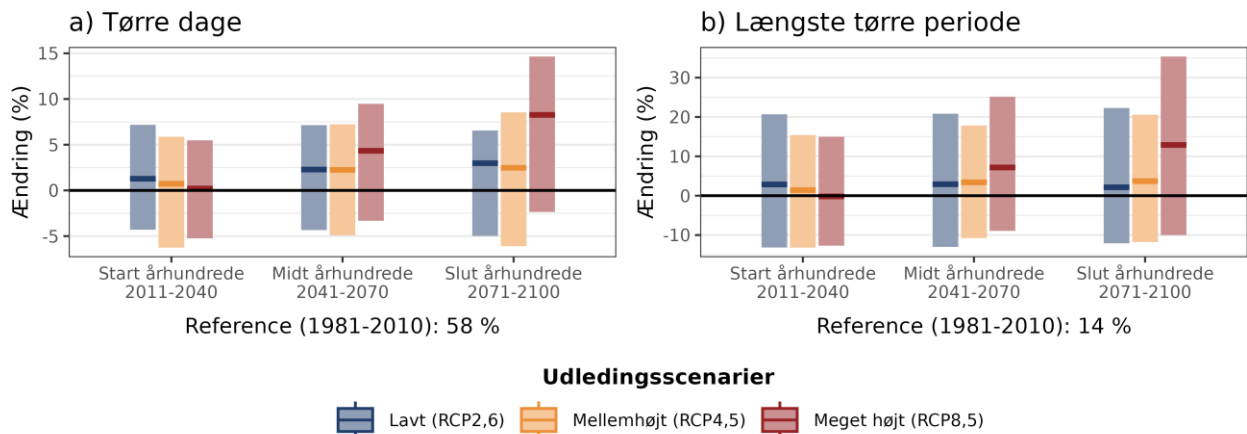 a) Tørre dage
Ændring (%)
15
10
5
0
-5
Start århundrede
2011-2040
Midt århundrede
2041-2070
Slut århundrede
2071-2100
Reference (1981-2010): 58 %
b) Længste tørre periode
Ændring (%)
30
20
10
0
-10
Start århundrede
2011-2040
Midt århundrede
2041-2070
Slut århundrede
2071-2100
Reference (1981-2010): 14 %
Udledingsscenarier
Lavt (RCP2,6)
Mellemhøjt (RCP4,5)
Meget højt (RCP8,5)